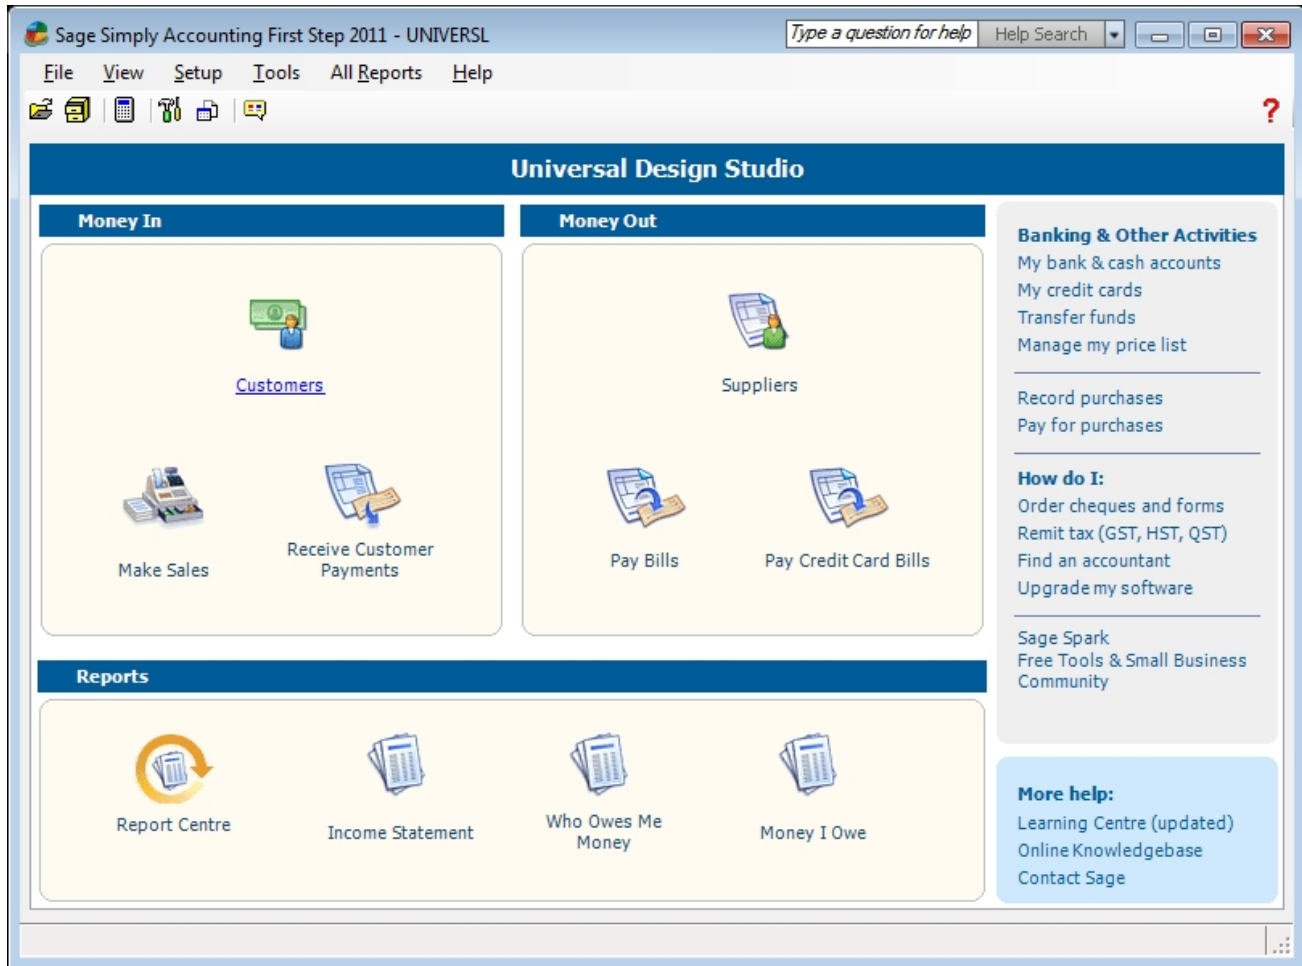 Sage Simply Accounting First Step 2011 - UNIVERSL
Type a question for help
Help Search
File View Setup Tools All Reports Help
?
Universal Design Studio
Money In
Customers
Make Sales
Receive Customer
Payments
Money Out
Suppliers
Pay Bills
Pay Credit Card Bills
Reports
Report Centre
Income Statement
Who Owes Me
Money
Money I Owe
Banking & Other Activities
My bank & cash accounts
My credit cards
Transfer funds
Manage my price list
Record purchases
Pay for purchases
How do I:
Order cheques and forms
Remit tax (GST, HST, QST)
Find an accountant
Upgrade my software
Sage Spark
Free Tools & Small Business
Community
More help:
Learning Centre (updated)
Online Knowledgebase
Contact Sage